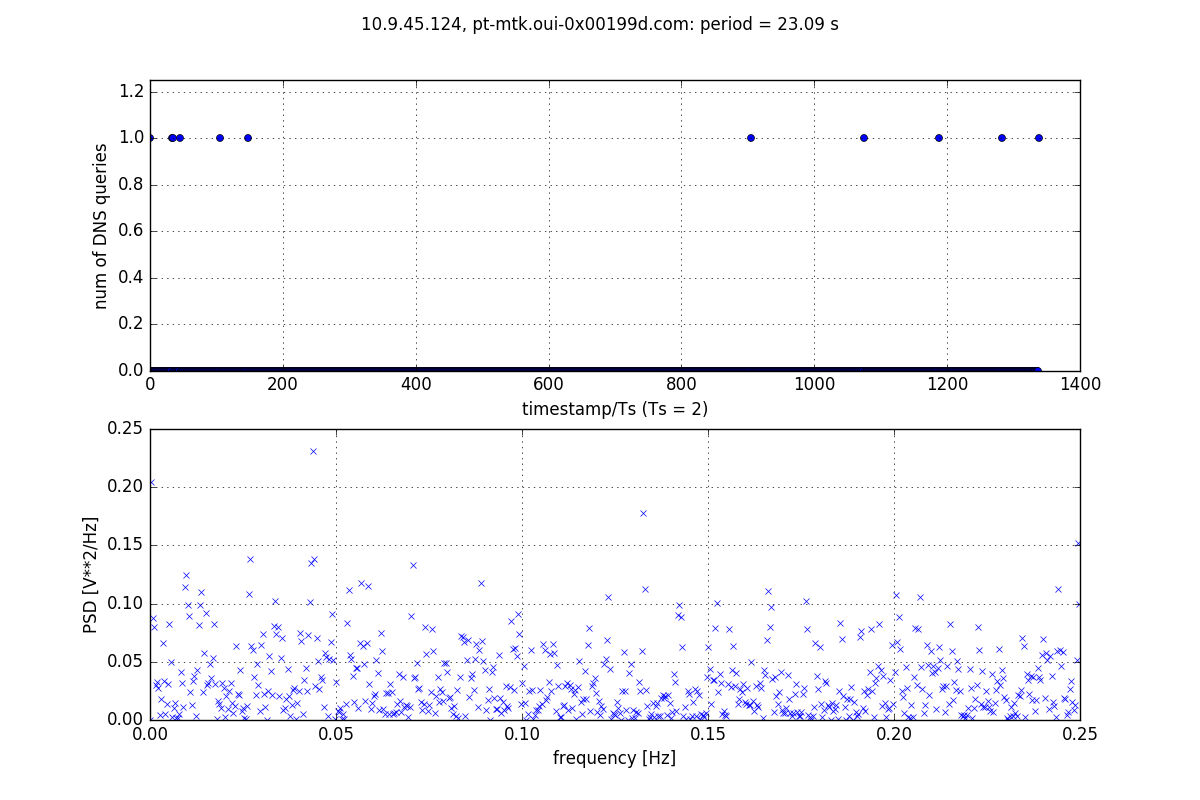 10.9.45.124, pt-mtk.oui-0x00199d.com: period = 23.09 s
1.2
1.0
0.8
0.6
0.4
0.2
0.0
num of DNS queries
0 200 400 600 800 1000 1200 1400
timestamp/Ts (Ts = 2)
0.25
0.20
0.15
0.10
0.05
0.00
PSD [V**2/Hz]
0.00 0.05 0.10 0.15 0.20 0.25
frequency [Hz]